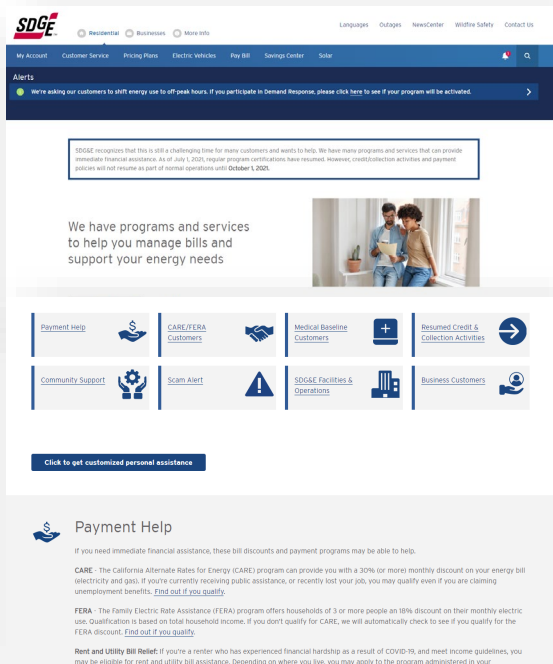 SDGE
Residential Businesses More Info
Languages Outages NewsCenter Wildfire Safety Contact Us
My Account Customer Service Pricing Plans Electric Vehicles Pay Bill Savings Center Solar
Alerts
We're asking our customers to shift energy use to off-peak hours. If you participate in Demand Response, please click here to see if your program will be activated.
SDG&E recognizes that this is still a challenging time for many customers and wants to help. We have many programs and services that can provide
immediate financial assistance. As of July 1, 2021, regular program certifications have resumed. However, credit/collection activities and payment
policies will not resume as part of normal operations until October 1, 2021.
We have programs and services
to help you manage bills and
support your energy needs
Payment Help
CARE/FERA
Customers
Medical Baseline
Customers
Resumed Credit &
Collection Activities
Community Support
Scam Alert
SDG&E Facilities &
Operations
Business Customers
Click to get customized personal assistance
Payment Help
If you need immediate financial assistance, these bill discounts and payment programs may be able to help.
CARE - The California Alternate Rates for Energy (CARE) program can provide you with a 30% (or more) monthly discount on your energy bill
(electricity and gas). If you're currently receiving public assistance, or recently lost your job, you may qualify even if you are claiming
unemployment benefits. Find out if you qualify.
FERA - The Family Electric Rate Assistance (FERA) program offers households of 3 or more people an 18% discount on their monthly electric
use. Qualification is based on total household income. If you don't qualify for CARE, we will automatically check to see if you qualify for the
FERA discount. Find out if you qualify.
Rent and Utility Bill Relief: If you're a renter who has experienced financial hardship as a result of COVID-19, and meet income guidelines, you
may be eligible for rent and utility bill assistance. Depending on where you live, you may apply to the program administered in your